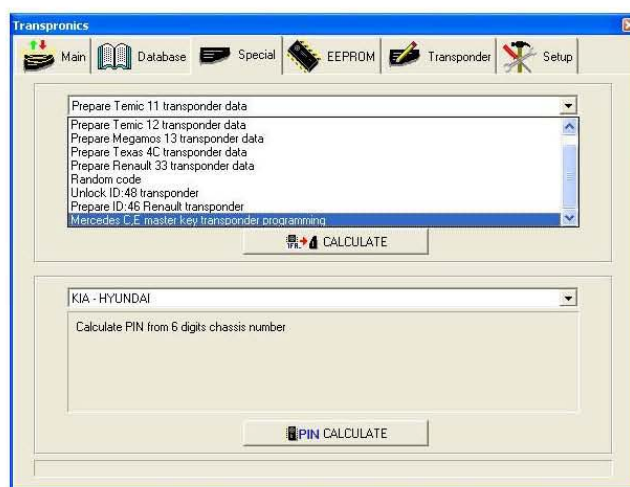 Transpronics
Main Database Special EEPROM Transponder Setup
Prepare Temic 11 transponder data
Prepare Temic 12 transponder data
Prepare Megamos 13 transponder data
Prepare Texas 4C transponder data
Prepare Renault 33 transponder data
Random code
Unlock ID:48 transponder
Prepare ID:46 Renault transponder
Mercedes C,E master key transponder programming
CALCULATE
KIA - HYUNDAI
Calculate PIN from 6 digits chassis number
PIN CALCULATE